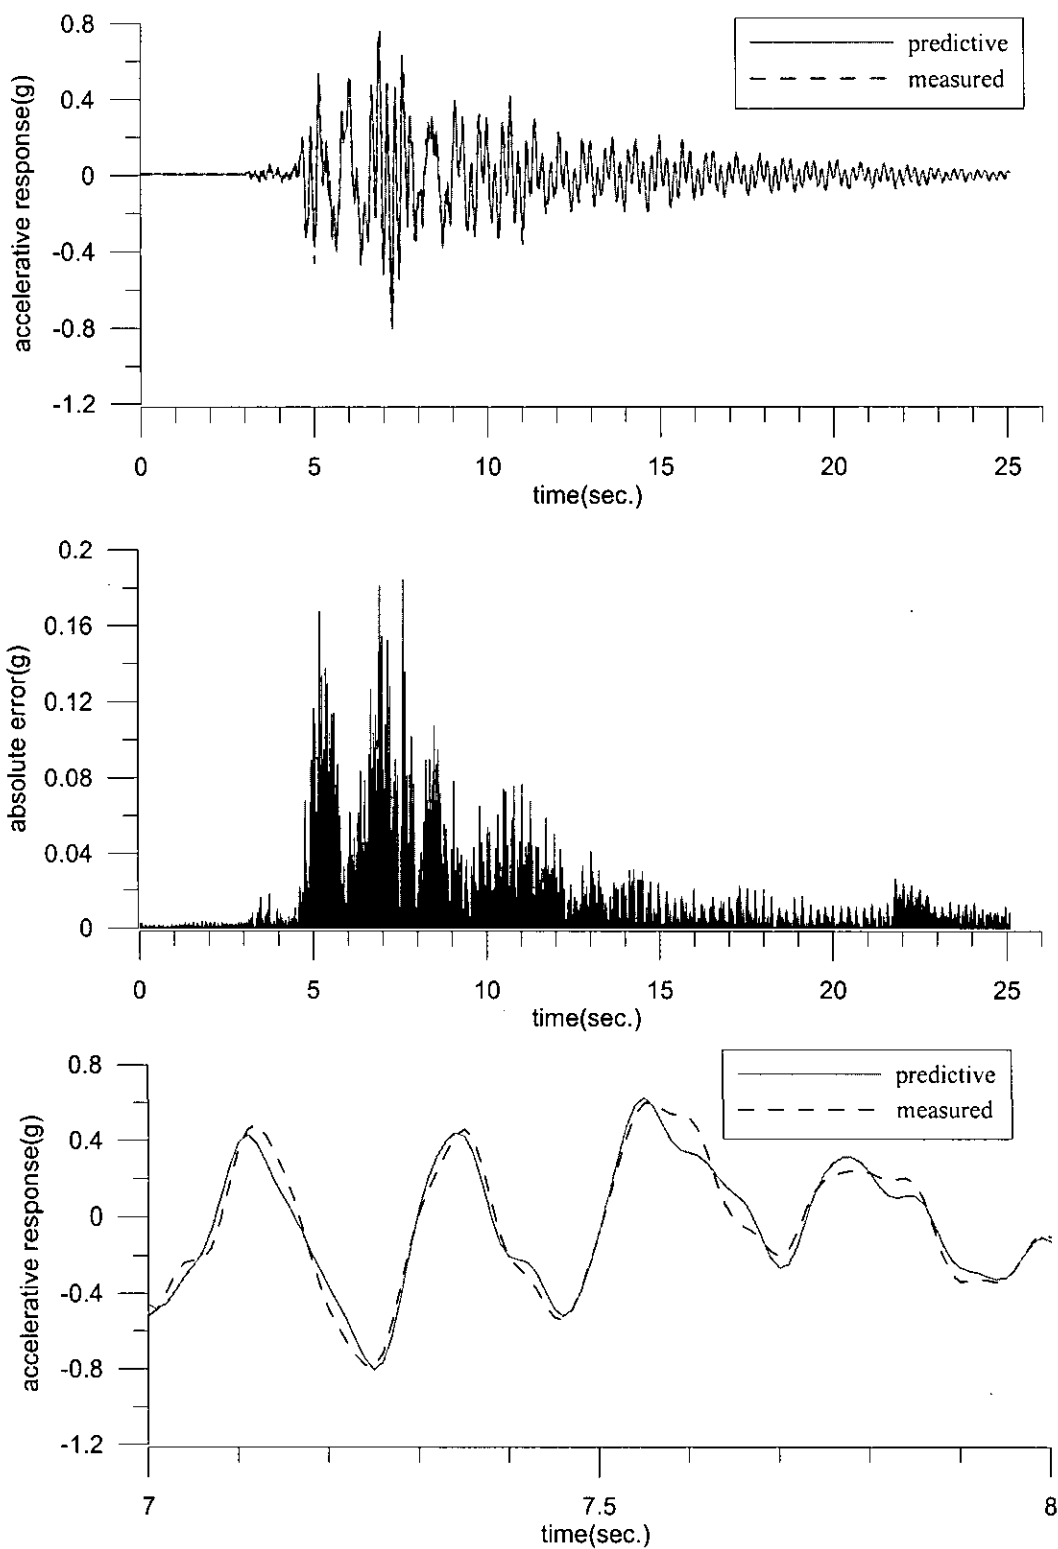 0.8
0.4
0
-0.4
-0.8
-1.2
accelerative response(g)
predictive
measured
0 5 10 15 20 25
time(sec.)
0.2
0.16
0.12
0.08
0.04
0
absolute error(g)
0 5 10 15 20 25
time(sec.)
0.8
0.4
0
-0.4
-0.8
-1.2
accelerative response(g)
predictive
measured
7 7.5 8
time(sec.)